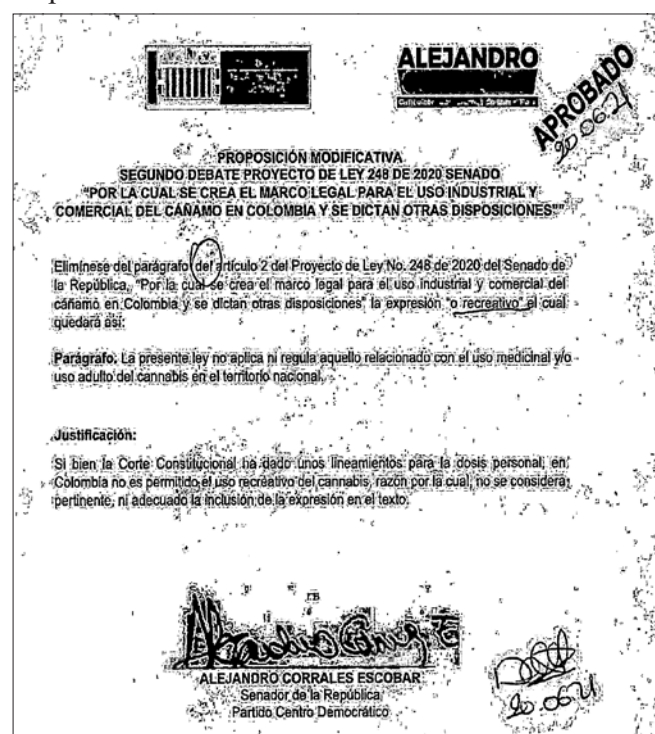 ALEJANDRO
APROBADO
20.06.21
PROPOSICIÓN MODIFICATIVA
SEGUNDO DEBATE PROYECTO DE LEY 248 DE 2020 SENADO
"POR LA CUAL SE CREA EL MARCO LEGAL PARA EL USO INDUSTRIAL Y
COMERCIAL DEL CÁÑAMO EN COLOMBIA Y SE DICTAN OTRAS DISPOSICIONES""
Elimínese del parágrafo del artículo 2 del Proyecto de Ley No. 248 de 2020 del Senado de
la República, "Por la cual se crea el marco legal para el uso industrial y comercial del
cáñamo en Colombia y se dictan otras disposiciones" la expresión "o recreativo" el cual
quedará así:
Parágrafo. La presente ley no aplica ni regula aquello relacionado con el uso medicinal y/o
uso adulto del cannabis en el territorio nacional.
Justificación:
Si bien la Corte Constitucional ha dado unos lineamientos para la dosis personal, en
Colombia no es permitido el uso recreativo del cannabis, razón por la cual, no se considera
pertinente, ni adecuado la inclusión de la expresión en el texto.
ALEJANDRO CORRALES ESCOBAR
Senador de la República
Partido Centro Democrático
20.06.21